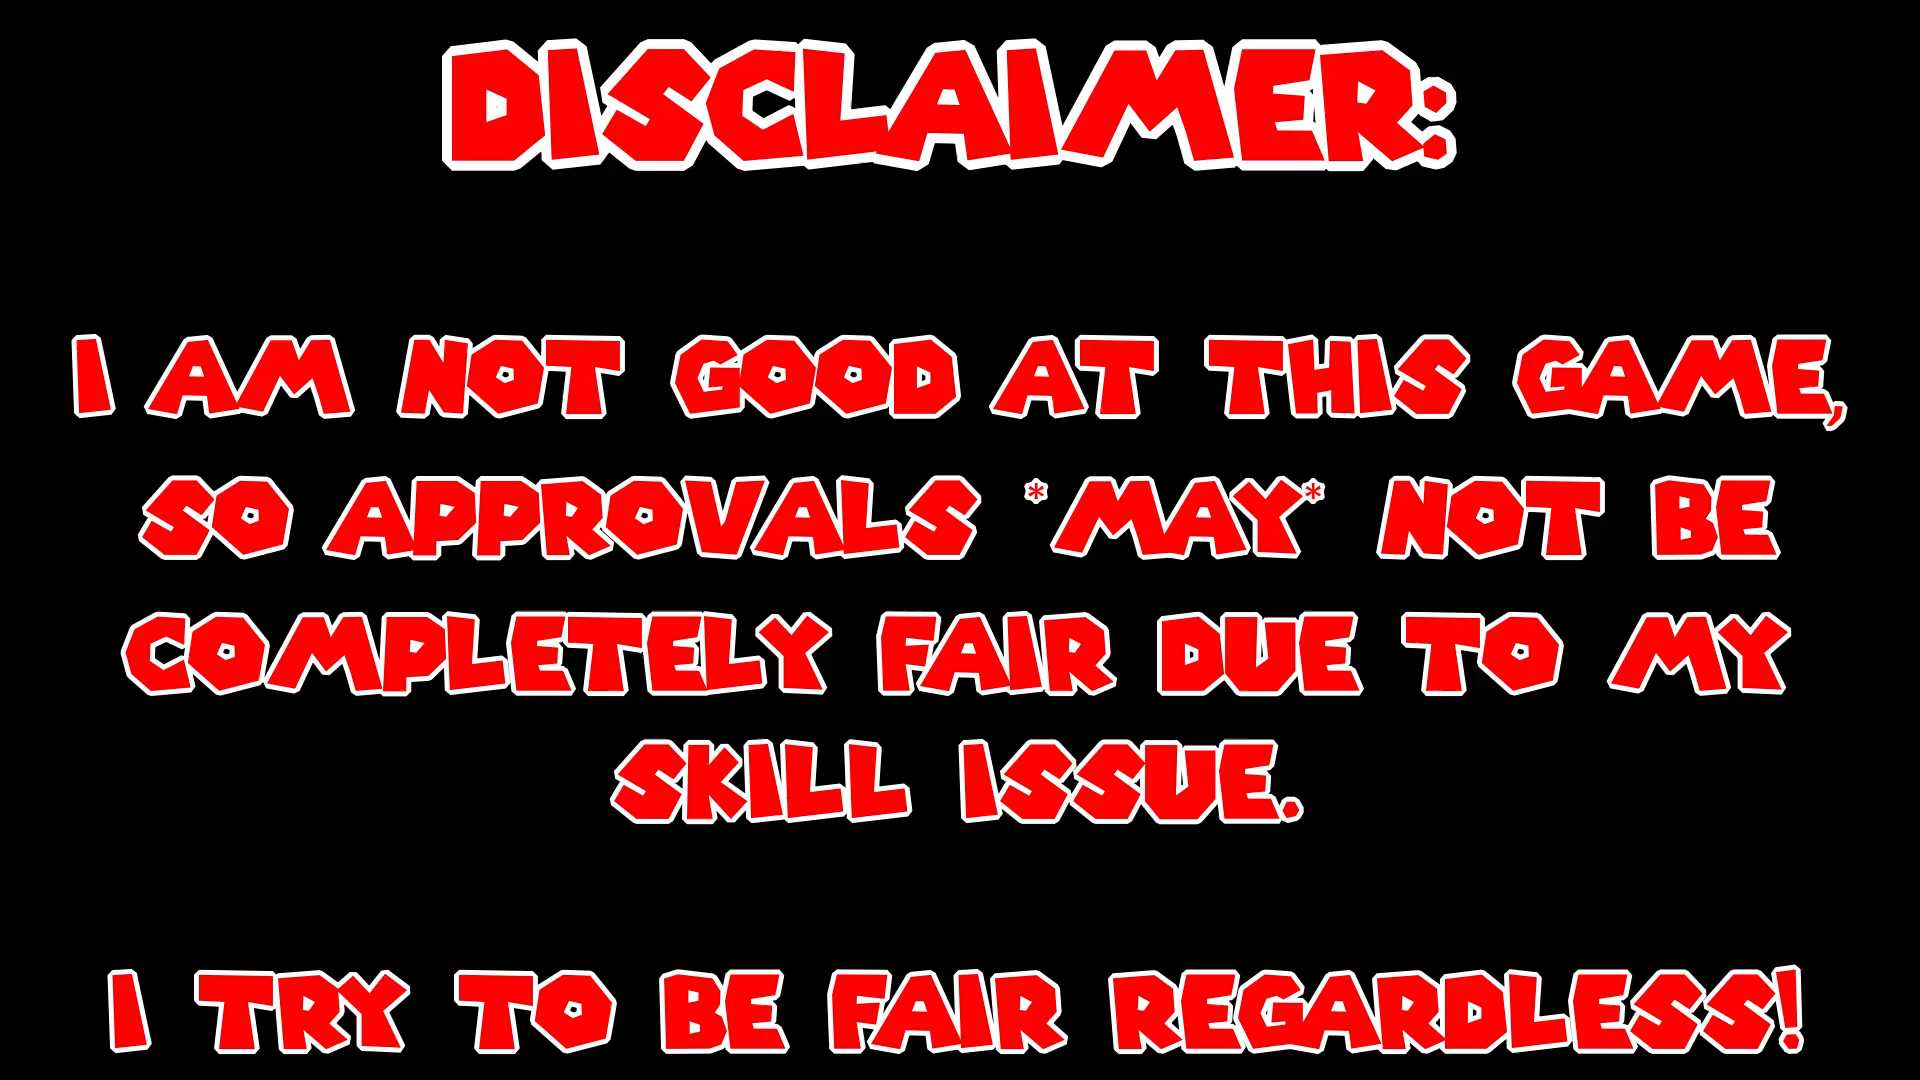 DISCLAIMER:
I AM NOT GOOD AT THIS GAME,
SO APPROVALS *MAY* NOT BE
COMPLETELY FAIR DUE TO MY
SKILL ISSUE.
I TRY TO BE FAIR REGARDLESS!